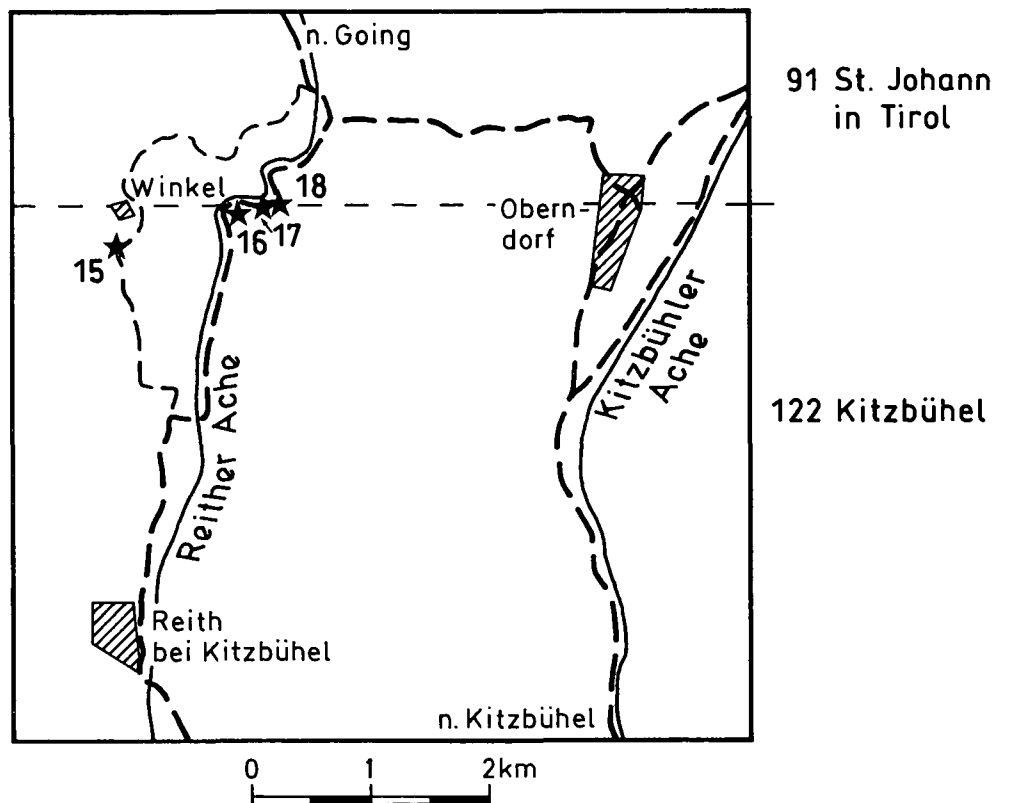 n. Going
91 St. Johann
in Tirol
Winkel
18
Obern-
dorf
16
17
15
Kitzbühler
Ache
Reither Ache
122 Kitzbühel
Reith
bei Kitzbühel
n. Kitzbühel
0 1 2km